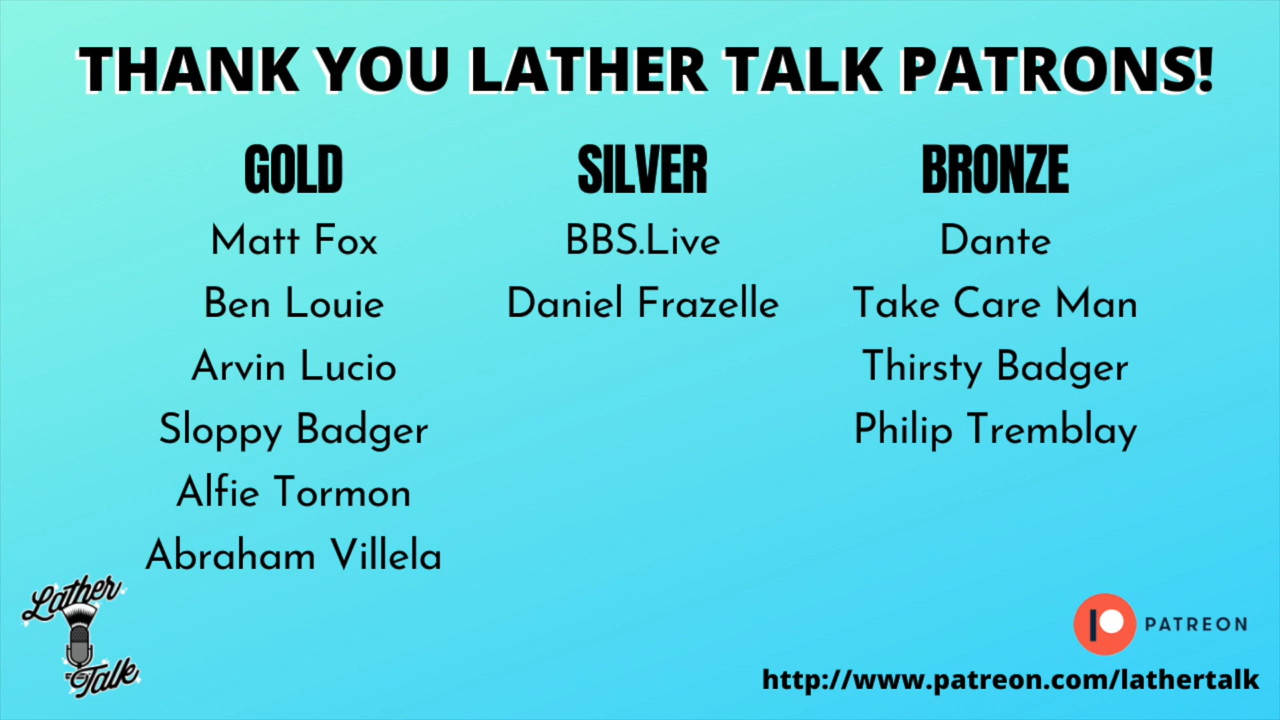 THANK YOU LATHER TALK PATRONS!
GOLD
Matt Fox
Ben Louie
Arvin Lucio
Sloppy Badger
Alfie Tormon
Abraham Villela
SILVER
BBS.Live
Daniel Frazelle
BRONZE
Dante
Take Care Man
Thirsty Badger
Philip Tremblay
Lather
Talk
PATREON
http://www.patreon.com/lathertalk